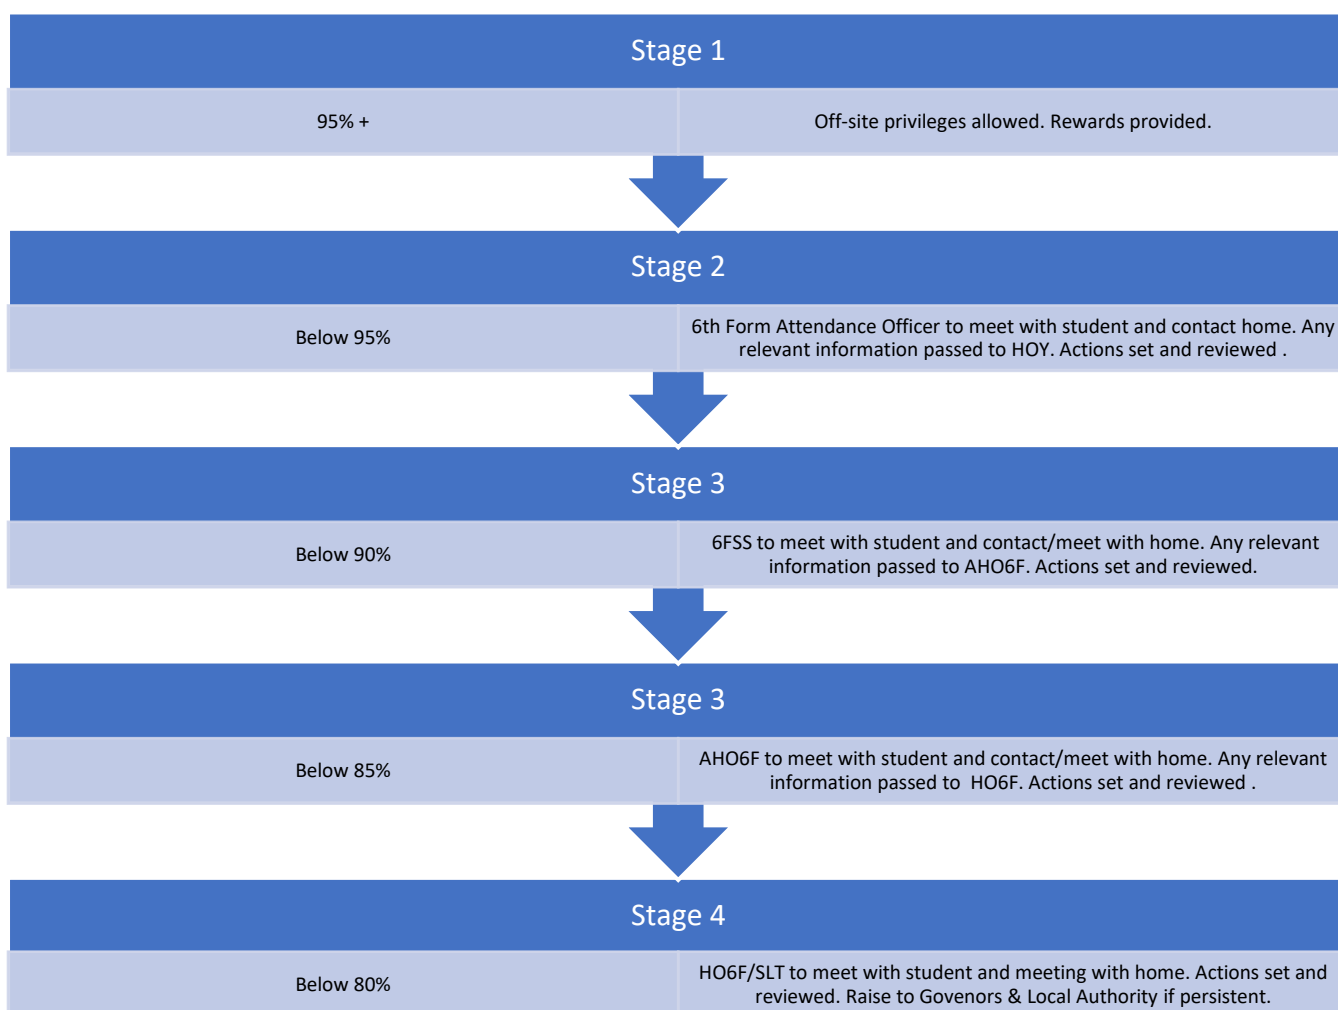 Stage 1
95% +
Off-site privileges allowed. Rewards provided.
Stage 2
Below 95%
6th Form Attendance Officer to meet with student and contact home. Any
relevant information passed to HOY. Actions set and reviewed .
Stage 3
Below 90%
6FSS to meet with student and contact/meet with home. Any relevant
information passed to AHO6F. Actions set and reviewed.
Stage 3
Below 85%
AHO6F to meet with student and contact/meet with home. Any relevant
information passed to  HO6F. Actions set and reviewed .
Stage 4
Below 80%
HO6F/SLT to meet with student and meeting with home. Actions set and
reviewed. Raise to Govenors & Local Authority if persistent.